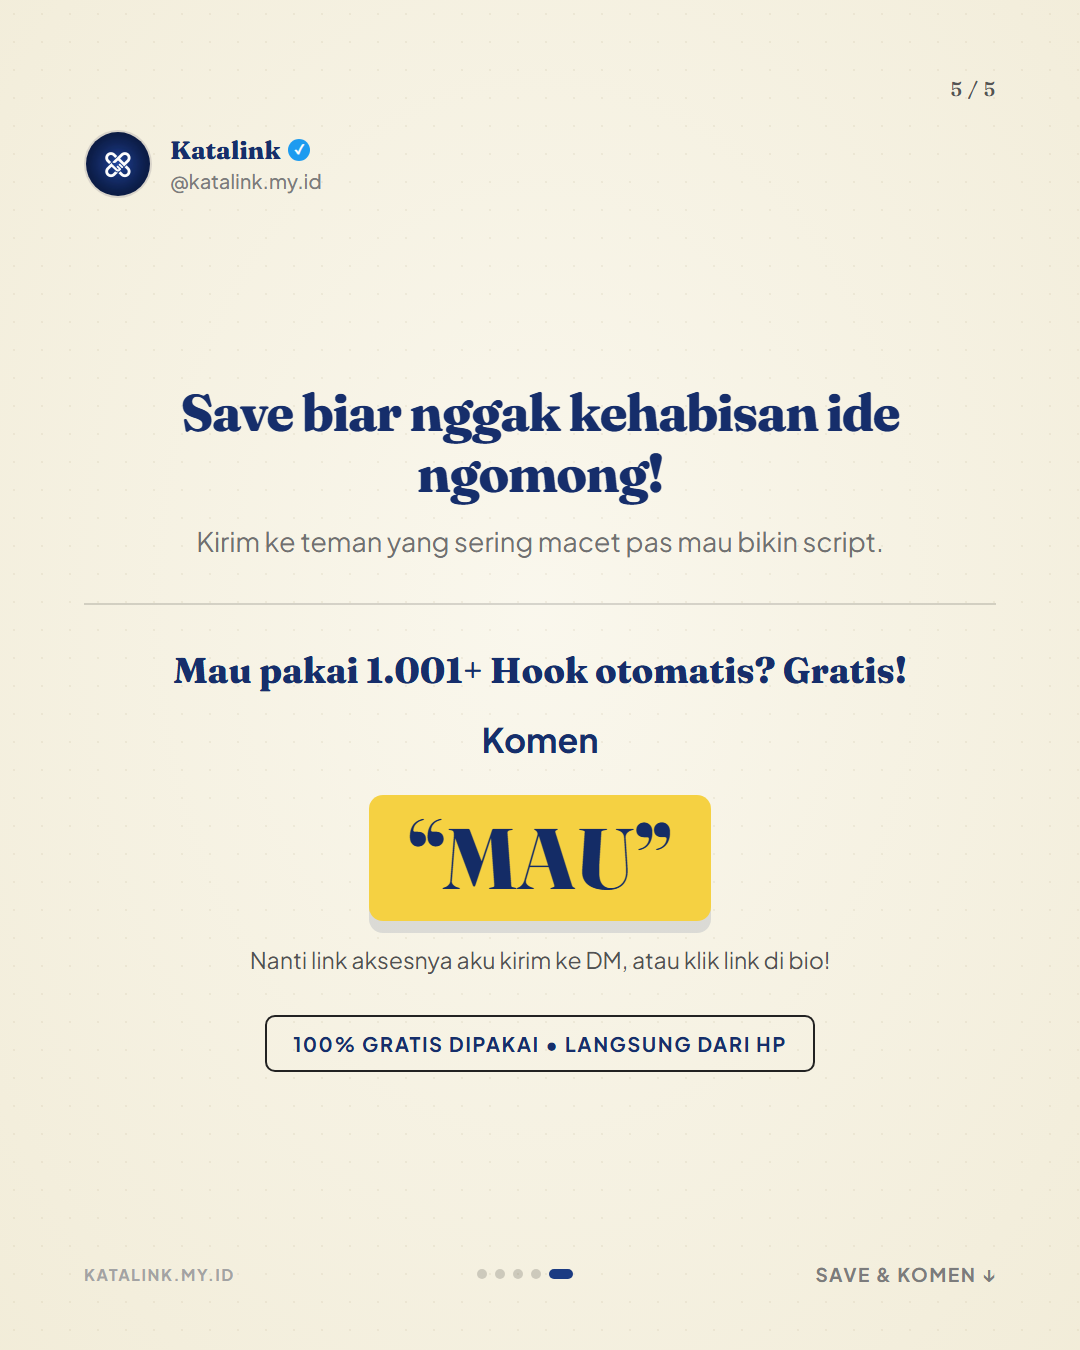 5 / 5
Katalink
@katalink.my.id
Save biar nggak kehabisan ide
ngomong!
Kirim ke teman yang sering macet pas mau bikin script.
Mau pakai 1.001+ Hook otomatis? Gratis!
Komen
“MAU”
Nanti link aksesnya aku kirim ke DM, atau klik link di bio!
100% GRATIS DIPAKAI ● LANGSUNG DARI HP
KATALINK.MY.ID
SAVE & KOMEN ↓